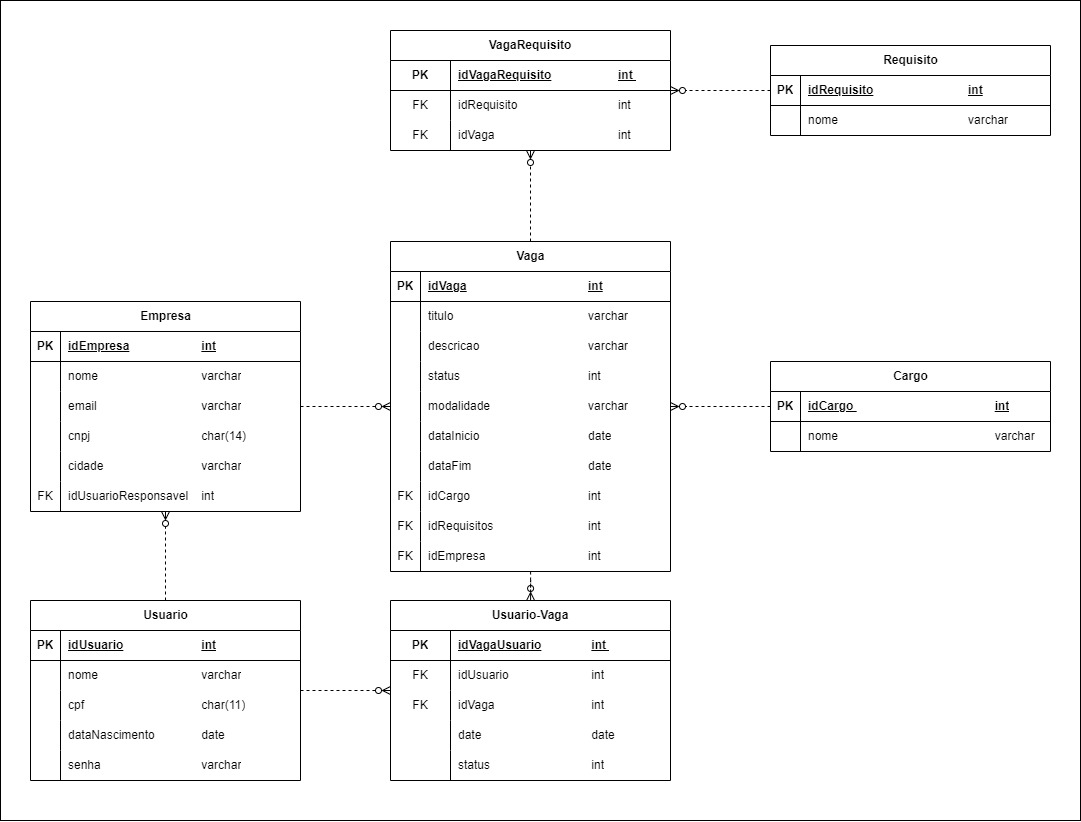 VagaRequisito
PK idVagaRequisito int
FK idRequisito int
FK idVaga int
Requisito
PK idRequisito int
nome varchar
Vaga
PK idVaga int
titulo varchar
descricao varchar
status int
modalidade varchar
dataInicio date
dataFim date
FK idCargo int
FK idRequisitos int
FK idEmpresa int
Empresa
PK idEmpresa int
nome varchar
email varchar
cnpj char(14)
cidade varchar
FK idUsuarioResponsavel int
Cargo
PK idCargo int
nome varchar
Usuario
PK idUsuario int
nome varchar
cpf char(11)
dataNascimento date
senha varchar
Usuario-Vaga
PK idVagaUsuario int
FK idUsuario int
FK idVaga int
date date
status int